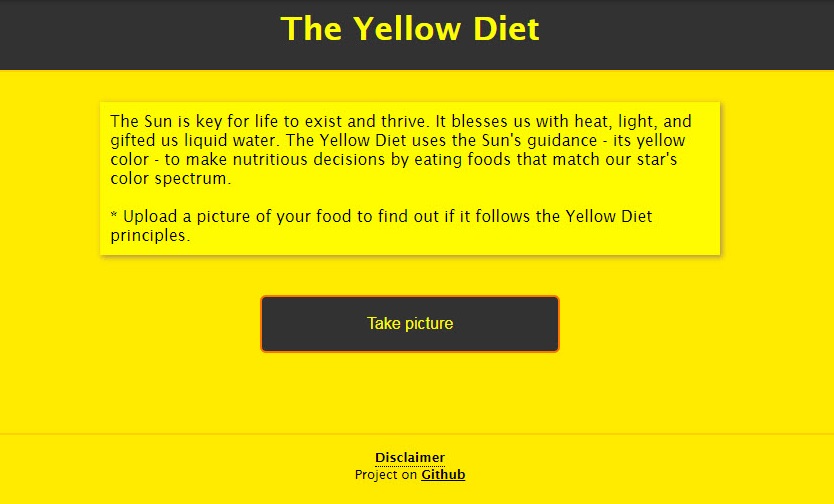 The Yellow Diet
The Sun is key for life to exist and thrive. It blesses us with heat, light, and
gifted us liquid water. The Yellow Diet uses the Sun's guidance - its yellow
color - to make nutritious decisions by eating foods that match our star's
color spectrum.
* Upload a picture of your food to find out if it follows the Yellow Diet
principles.
Take picture
Disclaimer
Project on Github